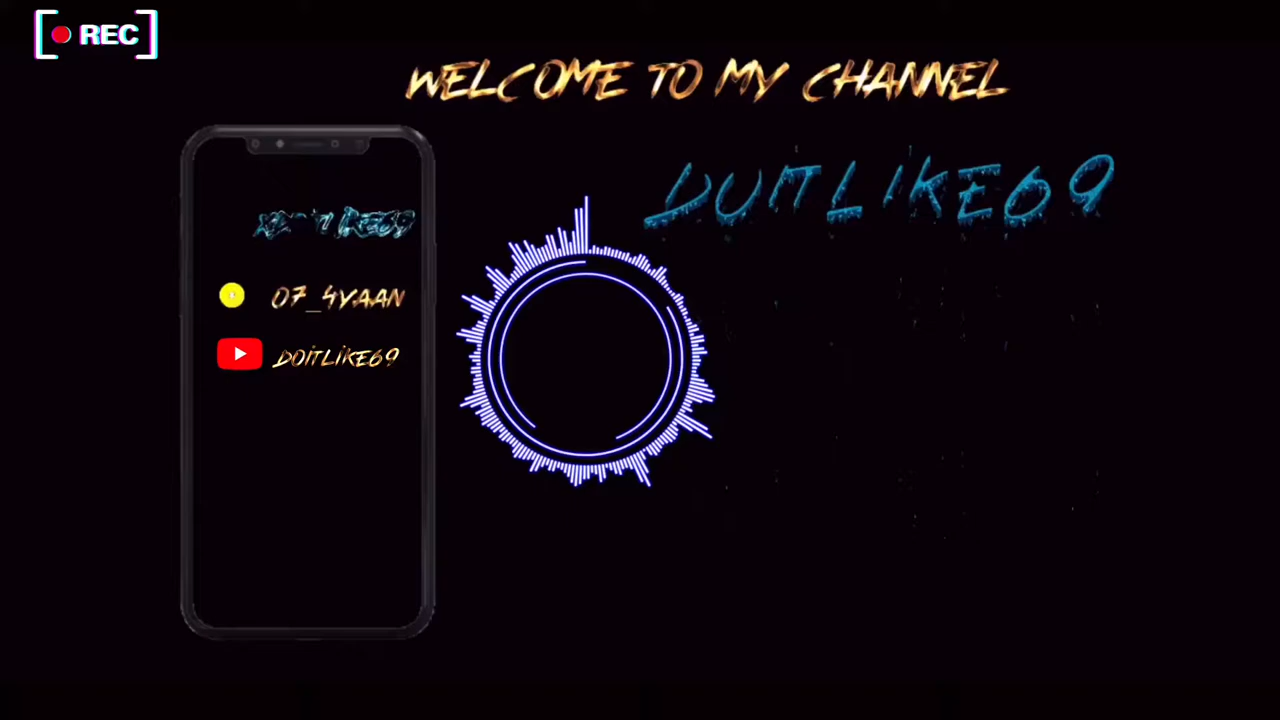 REC
WELCOME TO MY CHANNEL
DOITLIKE69
07_4YAAN
DOITLIKE69